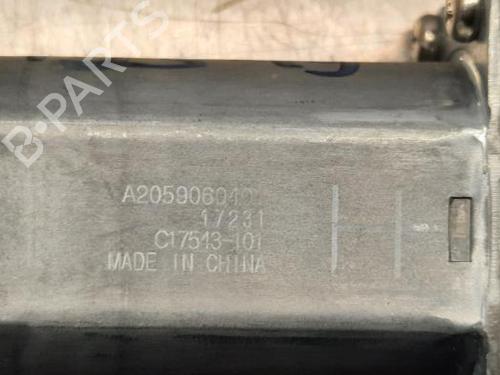 B-PARTS
A205906040
17231
C17543-101
MADE IN CHINA